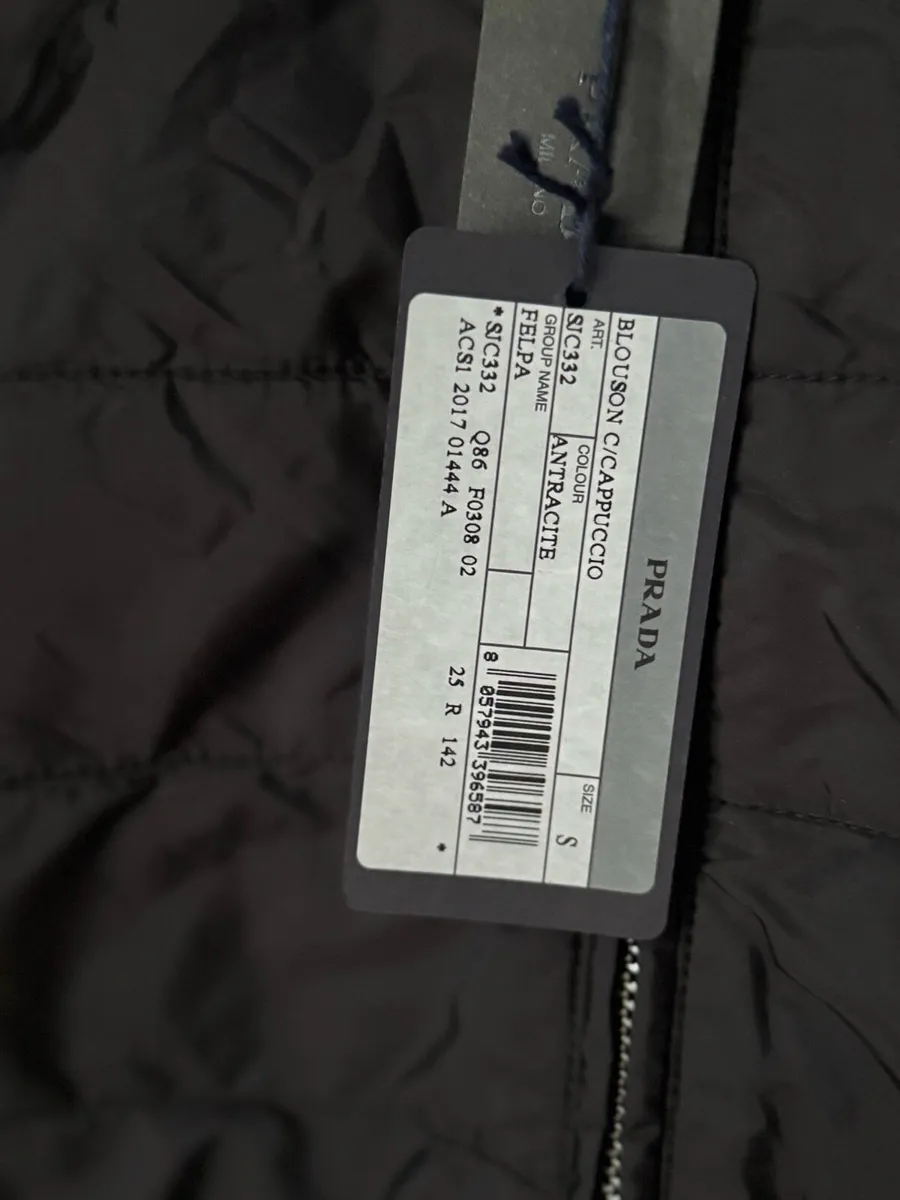 MILANO
PRADA
BLOUSON C/CAPPUCCIO
ART.
SJC332
COLOUR
ANTRACITE
SIZE
S
GROUP NAME
FELPA
8 057943 396587
* SJC332 Q86 F0308 02
ACS1 2017 01444 A 25 R 142 *